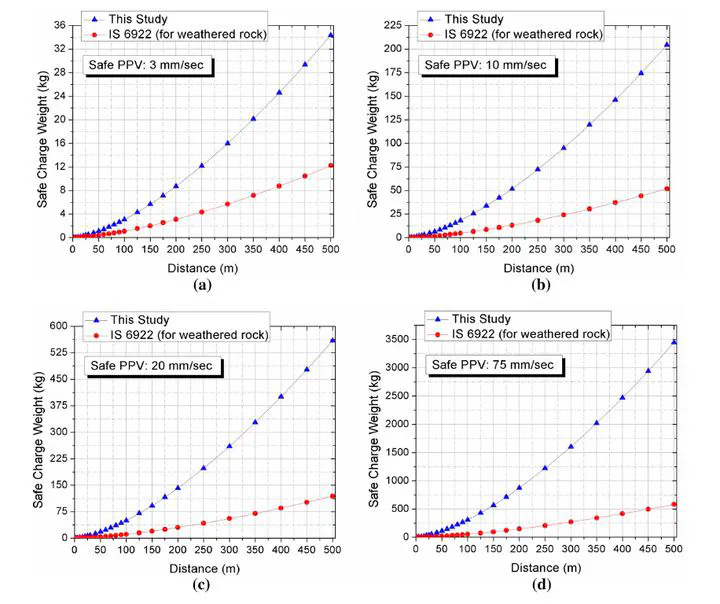 This Study
IS 6922 (for weathered rock)
Safe PPV: 3 mm/sec
Safe Charge Weight (kg)
36
32
28
24
20
16
12
8
4
0
0 50 100 150 200 250 300 350 400 450 500
Distance (m)
(a)
This Study
IS 6922 (for weathered rock)
Safe PPV: 10 mm/sec
Safe Charge Weight (kg)
225
200
175
150
125
100
75
50
25
0
0 50 100 150 200 250 300 350 400 450 500
Distance (m)
(b)
This Study
IS 6922 (for weathered rock)
Safe PPV: 20 mm/sec
Safe Charge Weight (kg)
600
525
450
375
300
225
150
75
0
0 50 100 150 200 250 300 350 400 450 500
Distance (m)
(c)
This Study
IS 6922 (for weathered rock)
Safe PPV: 75 mm/sec
Safe Charge Weight (kg)
3500
3000
2500
2000
1500
1000
500
0
0 50 100 150 200 250 300 350 400 450 500
Distance (m)
(d)